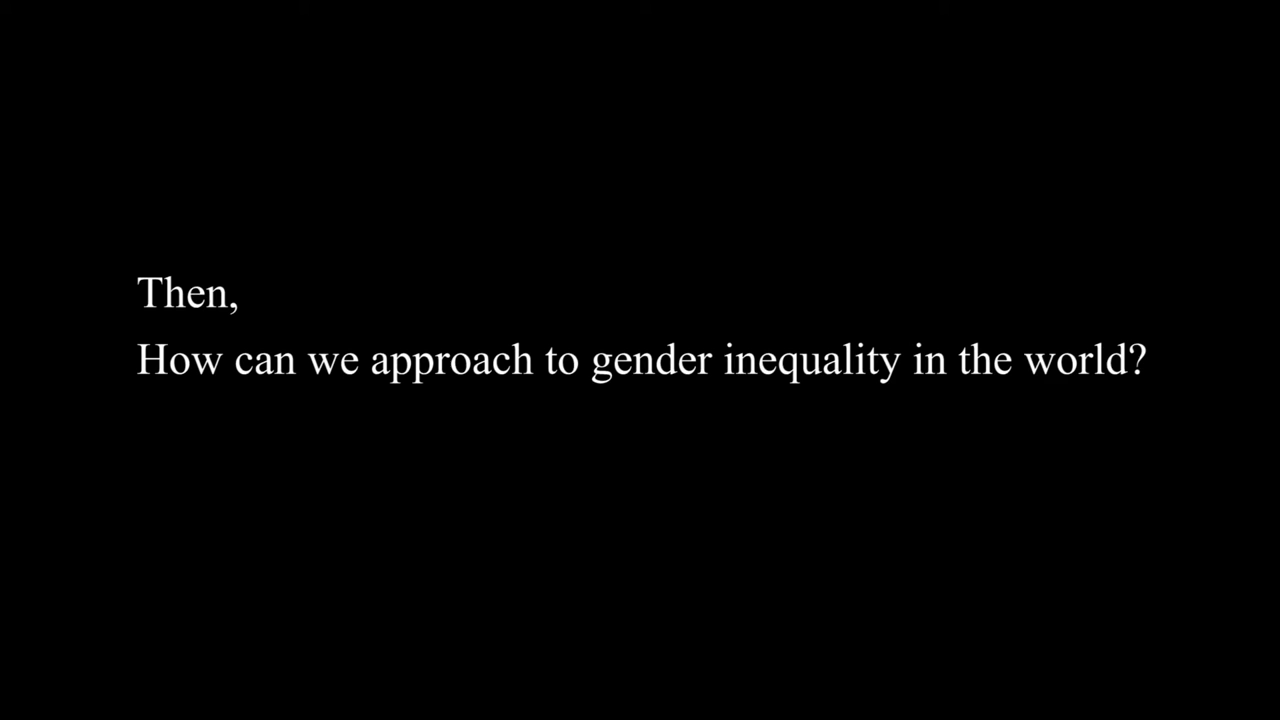 Then,
How can we approach to gender inequality in the world?